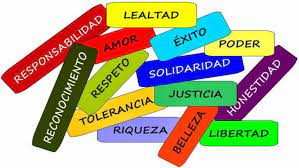 LEALTAD
RESPONSABILIDAD
AMOR
ÉXITO
PODER
RECONOCIMIENTO
RESPETO
SOLIDARIDAD
HONESTIDAD
TOLERANCIA
JUSTICIA
RIQUEZA
BELLEZA
LIBERTAD